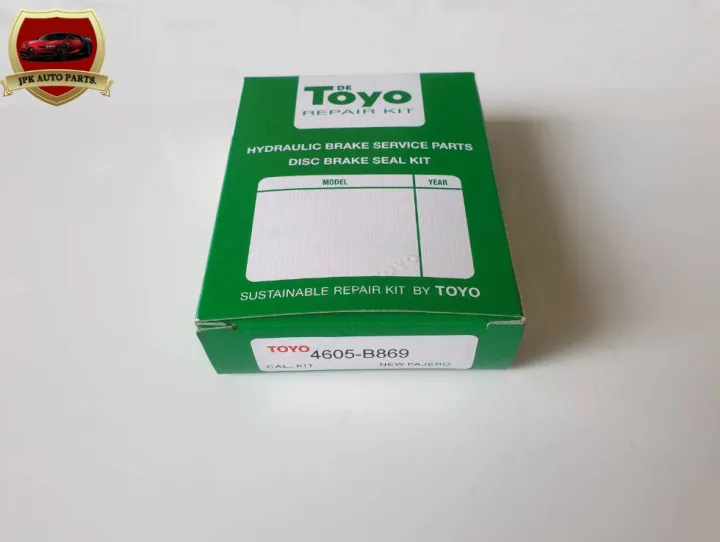 JPK AUTO PARTS.
DE
Toyo
REPAIR KIT
HYDRAULIC BRAKE SERVICE PARTS
DISC BRAKE SEAL KIT
MODEL YEAR
TOYO
SUSTAINABLE REPAIR KIT BY TOYO
TOYO 4605-B869
CAL.. KIT NEW PAJERO